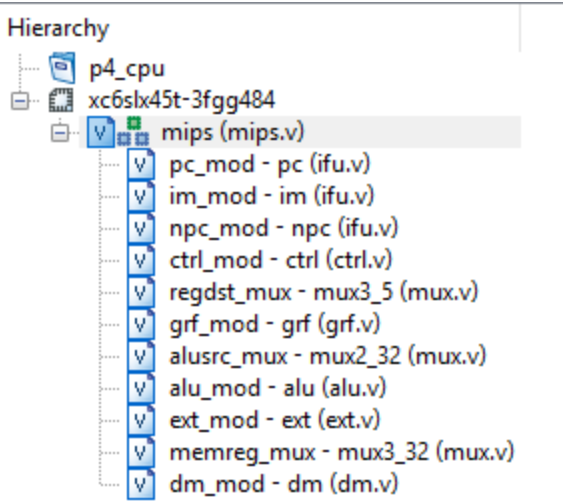 Hierarchy
p4_cpu
xc6slx45t-3fgg484
V mips (mips.v)
V pc_mod - pc (ifu.v)
V im_mod - im (ifu.v)
V npc_mod - npc (ifu.v)
V ctrl_mod - ctrl (ctrl.v)
V regdst_mux - mux3_5 (mux.v)
V grf_mod - grf (grf.v)
V alusrc_mux - mux2_32 (mux.v)
V alu_mod - alu (alu.v)
V ext_mod - ext (ext.v)
V memreg_mux - mux3_32 (mux.v)
V dm_mod - dm (dm.v)